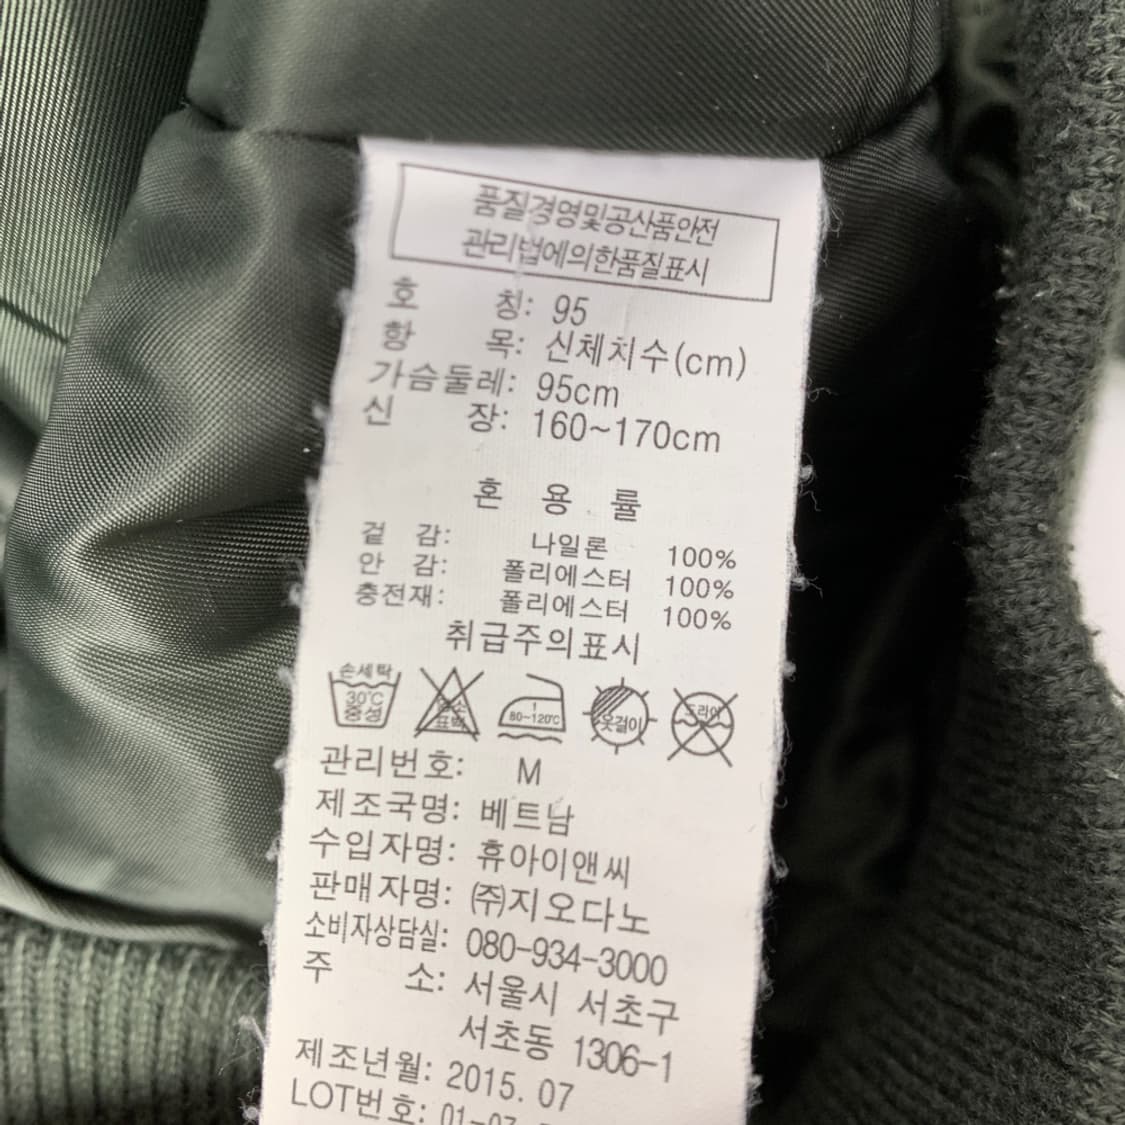 품질경영및공산품안전
관리법에의한품질표시
호 칭: 95
항 목: 신체치수(cm)
가슴둘레: 95cm
신 장: 160~170cm
혼 용 률
겉 감: 나일론 100%
안 감: 폴리에스터 100%
충전재: 폴리에스터 100%
취급주의표시
손세탁
30℃
중성
염소
표백
1
80~120℃
옷걸이
드라이
관리번호: M
제조국명: 베트남
수입자명: 휴아이앤씨
판매자명: ㈜지오다노
소비자상담실: 080-934-3000
주 소: 서울시 서초구
서초동 1306-1
제조년월: 2015. 07
LOT번호: 01-07